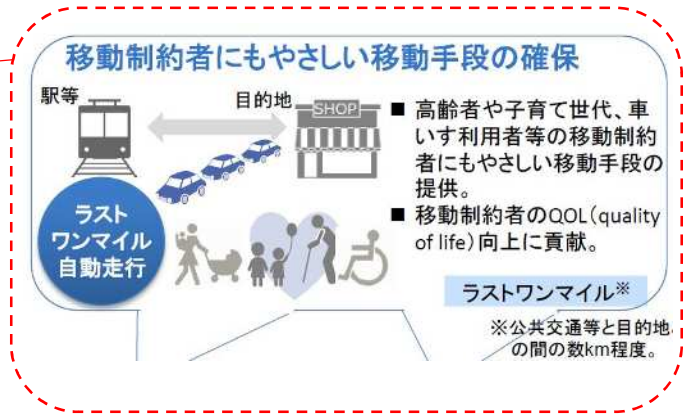 移動制約者にもやさしい移動手段の確保
駅等
目的地
SHOP
ラスト
ワンマイル
自動走行
■ 高齢者や子育て世代、車
いす利用者等の移動制約
者にもやさしい移動手段の
提供。
■ 移動制約者のQOL（quality
of life）向上に貢献。
ラストワンマイル※
※公共交通等と目的地
の間の数km程度。